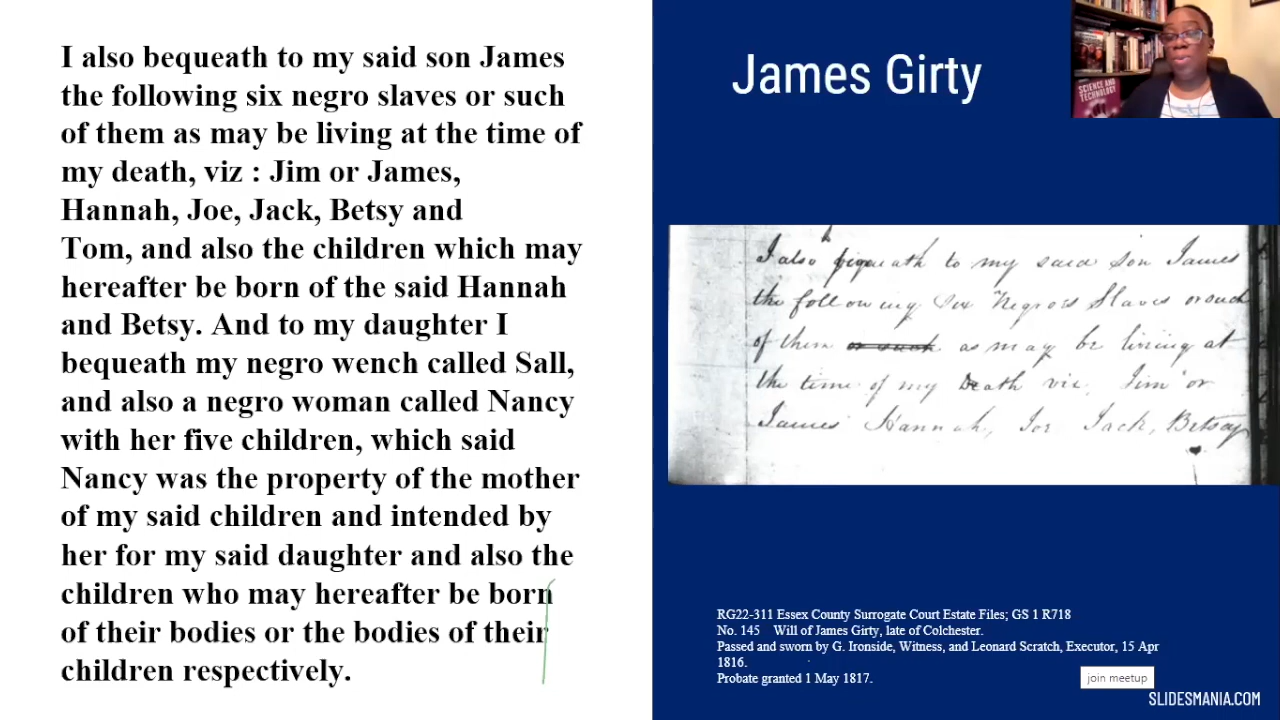 I also bequeath to my said son James
the following six negro slaves or such
of them as may be living at the time of
my death, viz : Jim or James,
Hannah, Joe, Jack, Betsy and
Tom, and also the children which may
hereafter be born of the said Hannah
and Betsy. And to my daughter I
bequeath my negro wench called Sall,
and also a negro woman called Nancy
with her five children, which said
Nancy was the property of the mother
of my said children and intended by
her for my said daughter and also the
children who may hereafter be born
of their bodies or the bodies of their
children respectively.
James Girty
SCIENCE AND
TECHNOLOGY
I also biqueath to my said Son James
the following Six Negros Slaves or such
of them or such as may be living at
the time of my Death viz. Jim or
James Hannah, Joe Jack, Betsay
RG22-311 Essex County Surrogate Court Estate Files; GS 1 R718
No. 145 Will of James Girty, late of Colchester.
Passed and sworn by G. Ironside, Witness, and Leonard Scratch, Executor, 15 Apr
1816.
Probate granted 1 May 1817.
join meetup
SLIDESMANIA.COM